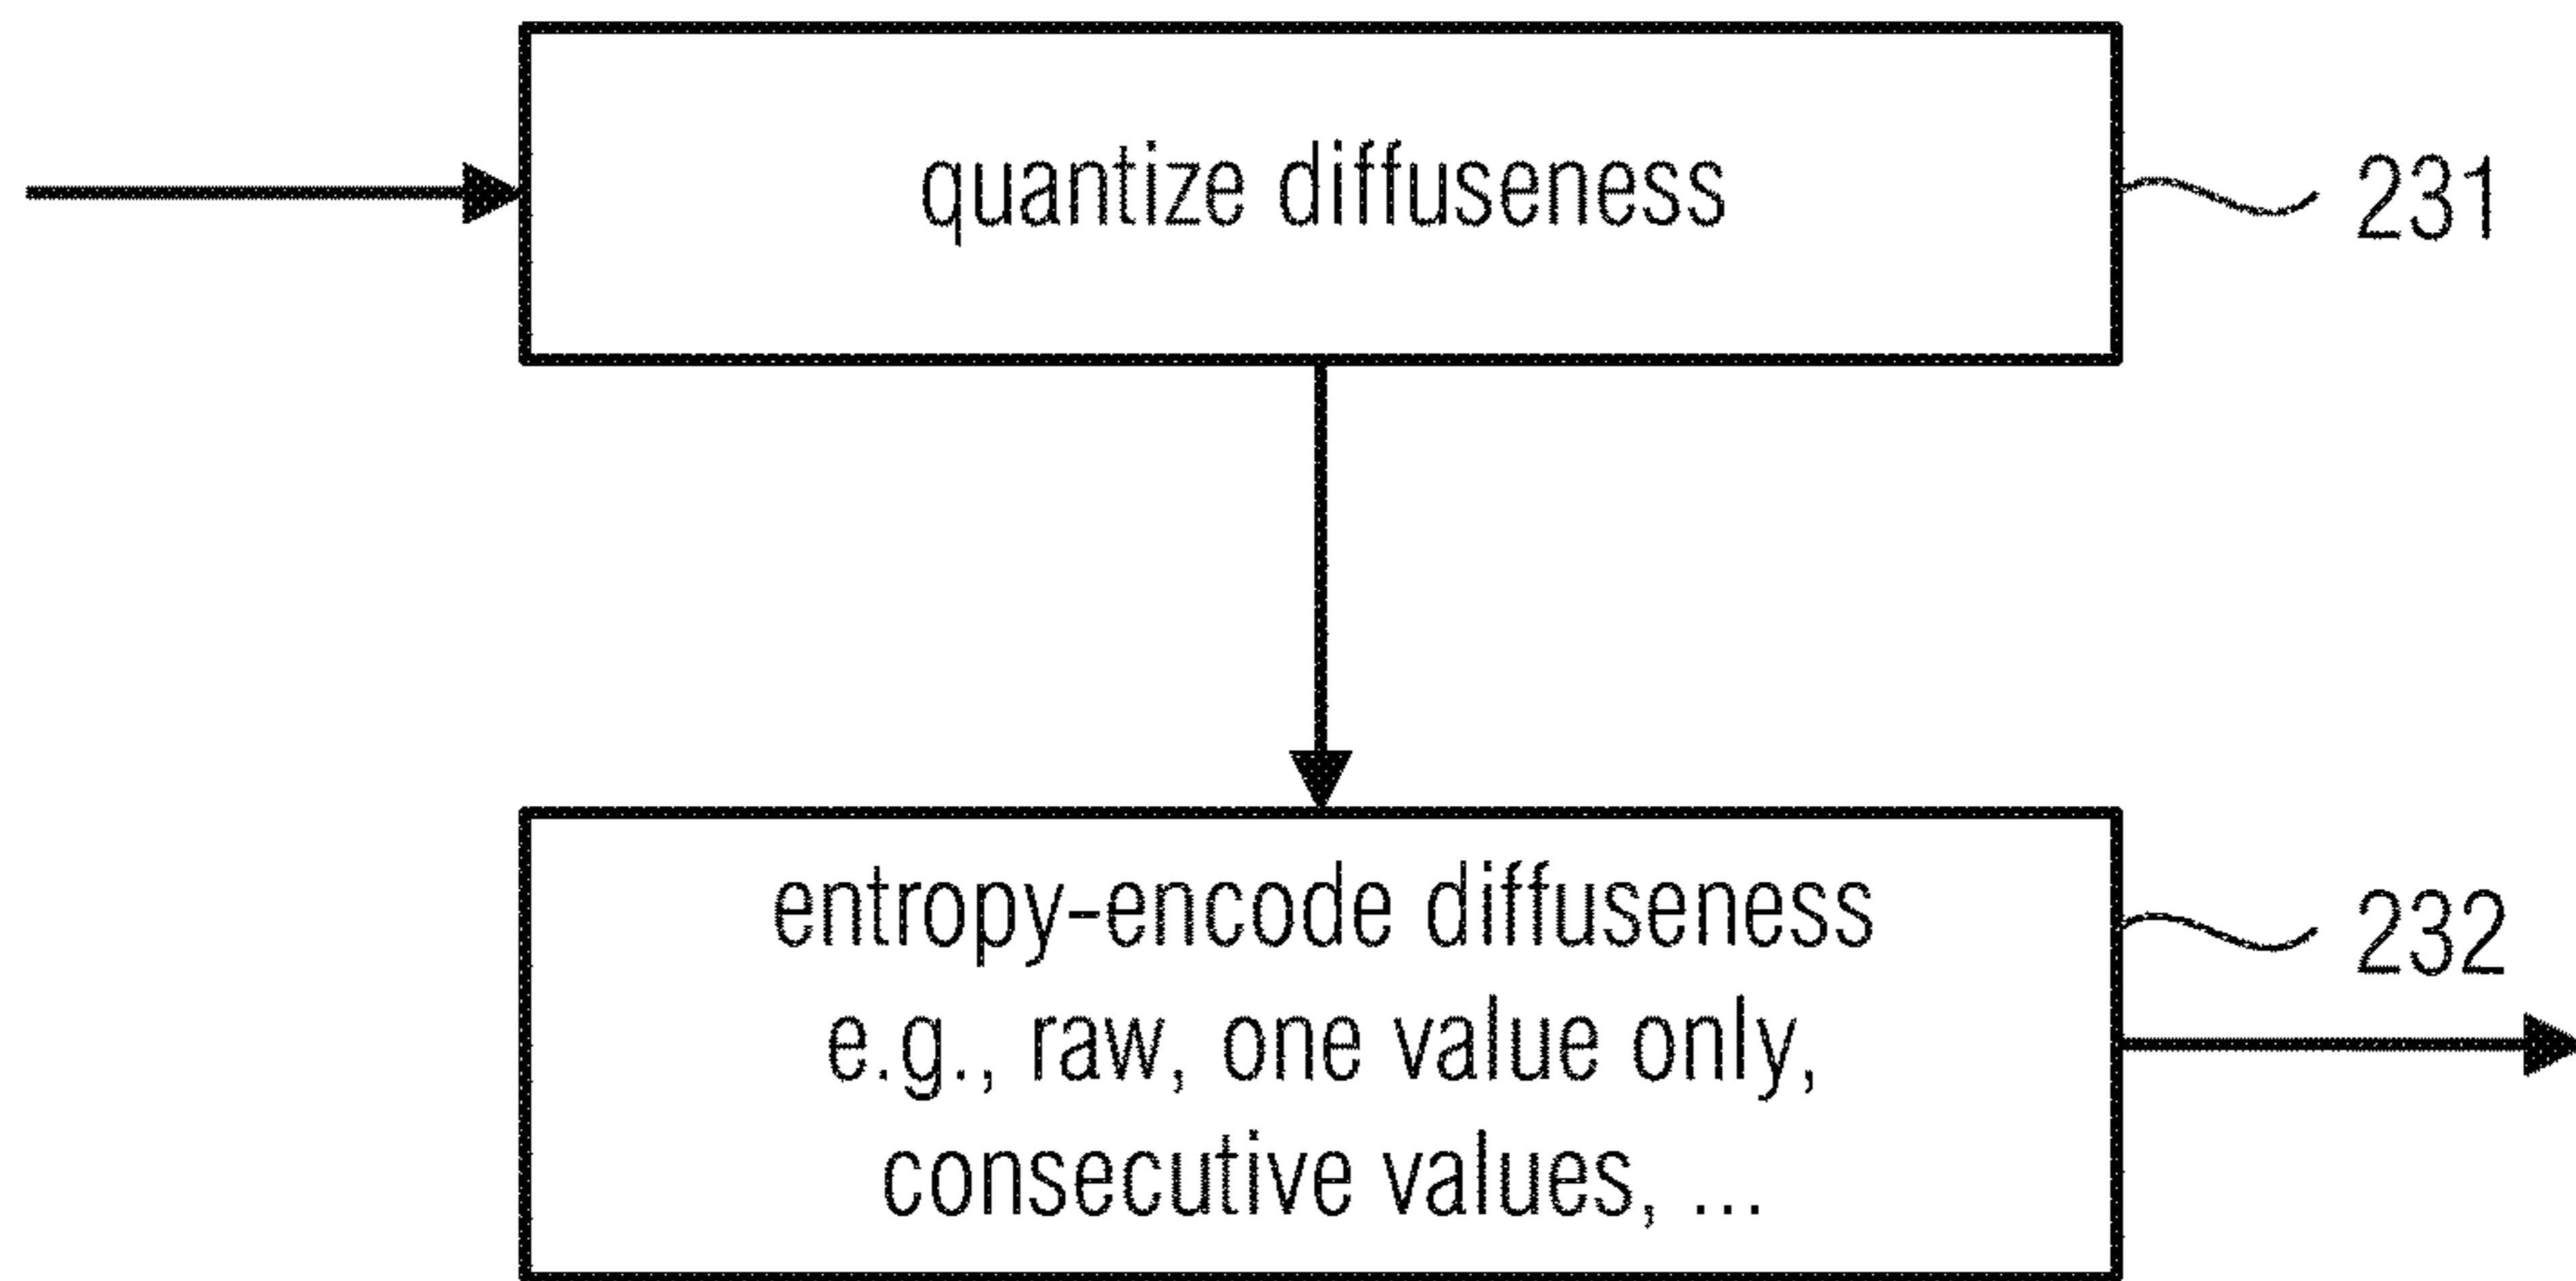 quantize diffuseness
231
entropy-encode diffuseness
232
e.g., raw, one value only,
consecutive values, ...